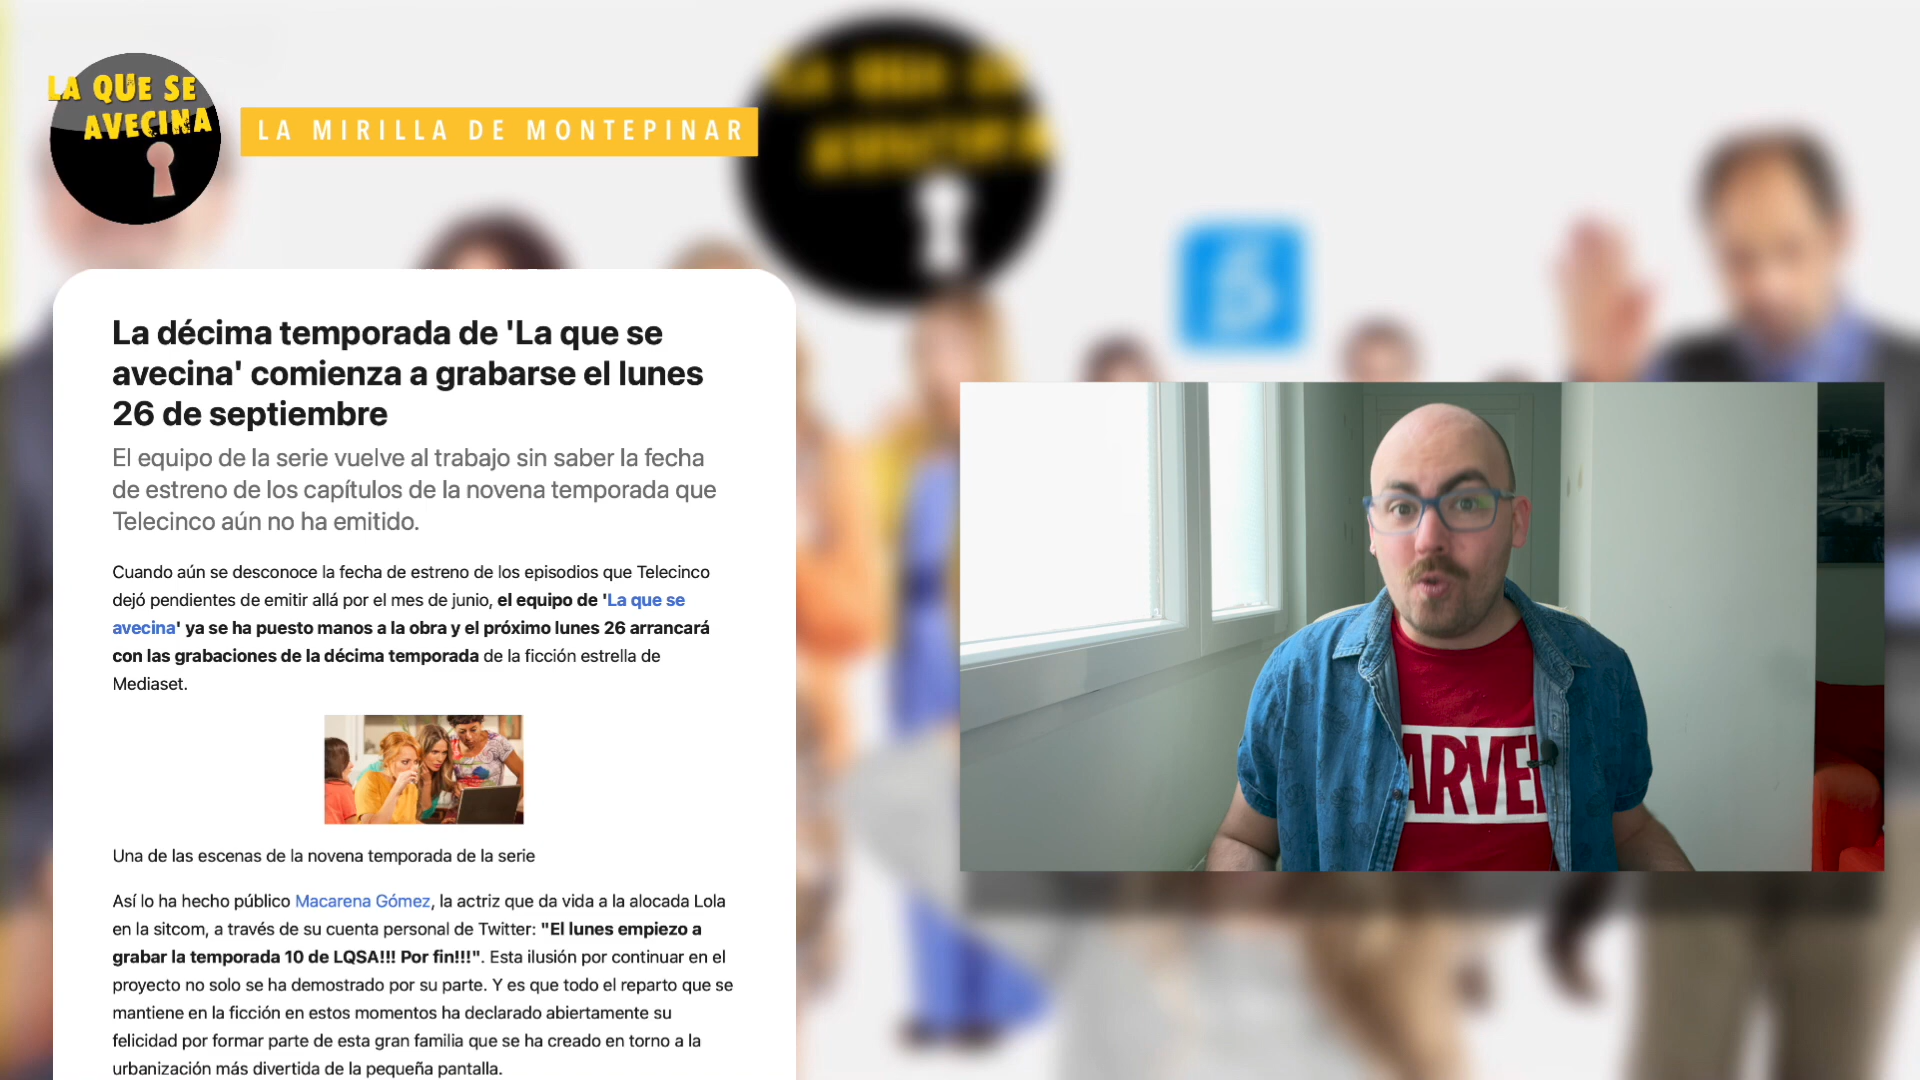 LA QUE SE
AVECINA
LA MIRILLA DE MONTEPINAR
La décima temporada de 'La que se
avecina' comienza a grabarse el lunes
26 de septiembre
El equipo de la serie vuelve al trabajo sin saber la fecha
de estreno de los capítulos de la novena temporada que
Telecinco aún no ha emitido.
Cuando aún se desconoce la fecha de estreno de los episodios que Telecinco
dejó pendientes de emitir allá por el mes de junio, el equipo de 'La que se
avecina' ya se ha puesto manos a la obra y el próximo lunes 26 arrancará
con las grabaciones de la décima temporada de la ficción estrella de
Mediaset.
Una de las escenas de la novena temporada de la serie
Así lo ha hecho público Macarena Gómez, la actriz que da vida a la alocada Lola
en la sitcom, a través de su cuenta personal de Twitter: "El lunes empiezo a
grabar la temporada 10 de LQSA!!! Por fin!!!". Esta ilusión por continuar en el
proyecto no solo se ha demostrado por su parte. Y es que todo el reparto que se
mantiene en la ficción en estos momentos ha declarado abiertamente su
felicidad por formar parte de esta gran familia que se ha creado en torno a la
urbanización más divertida de la pequeña pantalla.
ARVEL